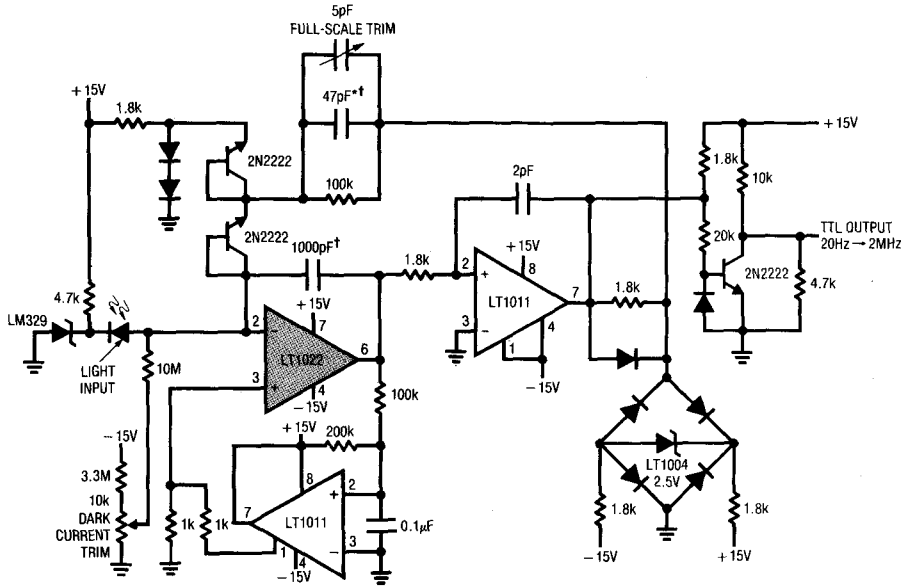 5pF
FULL-SCALE TRIM
+15V
1.8k
47pF*†
2N2222
100k
+15V
1.8k
10k
2pF
2N2222
1000pF†
1.8k
+15V
8
2
+
LT1011
7
3
–
4
1
–15V
1.8k
20k
TTL OUTPUT
20Hz→2MHz
2N2222
4.7k
4.7k
LM329
LIGHT
INPUT
+15V
2
–
7
LT1022
6
3
+
4
–15V
10M
100k
–15V
3.3M
10k
DARK
CURRENT
TRIM
+15V
200k
8
7
2
+
LT1011
3
–
1
4
–15V
1k
1k
0.1µF
LT1004
2.5V
1.8k
1.8k
–15V
+15V